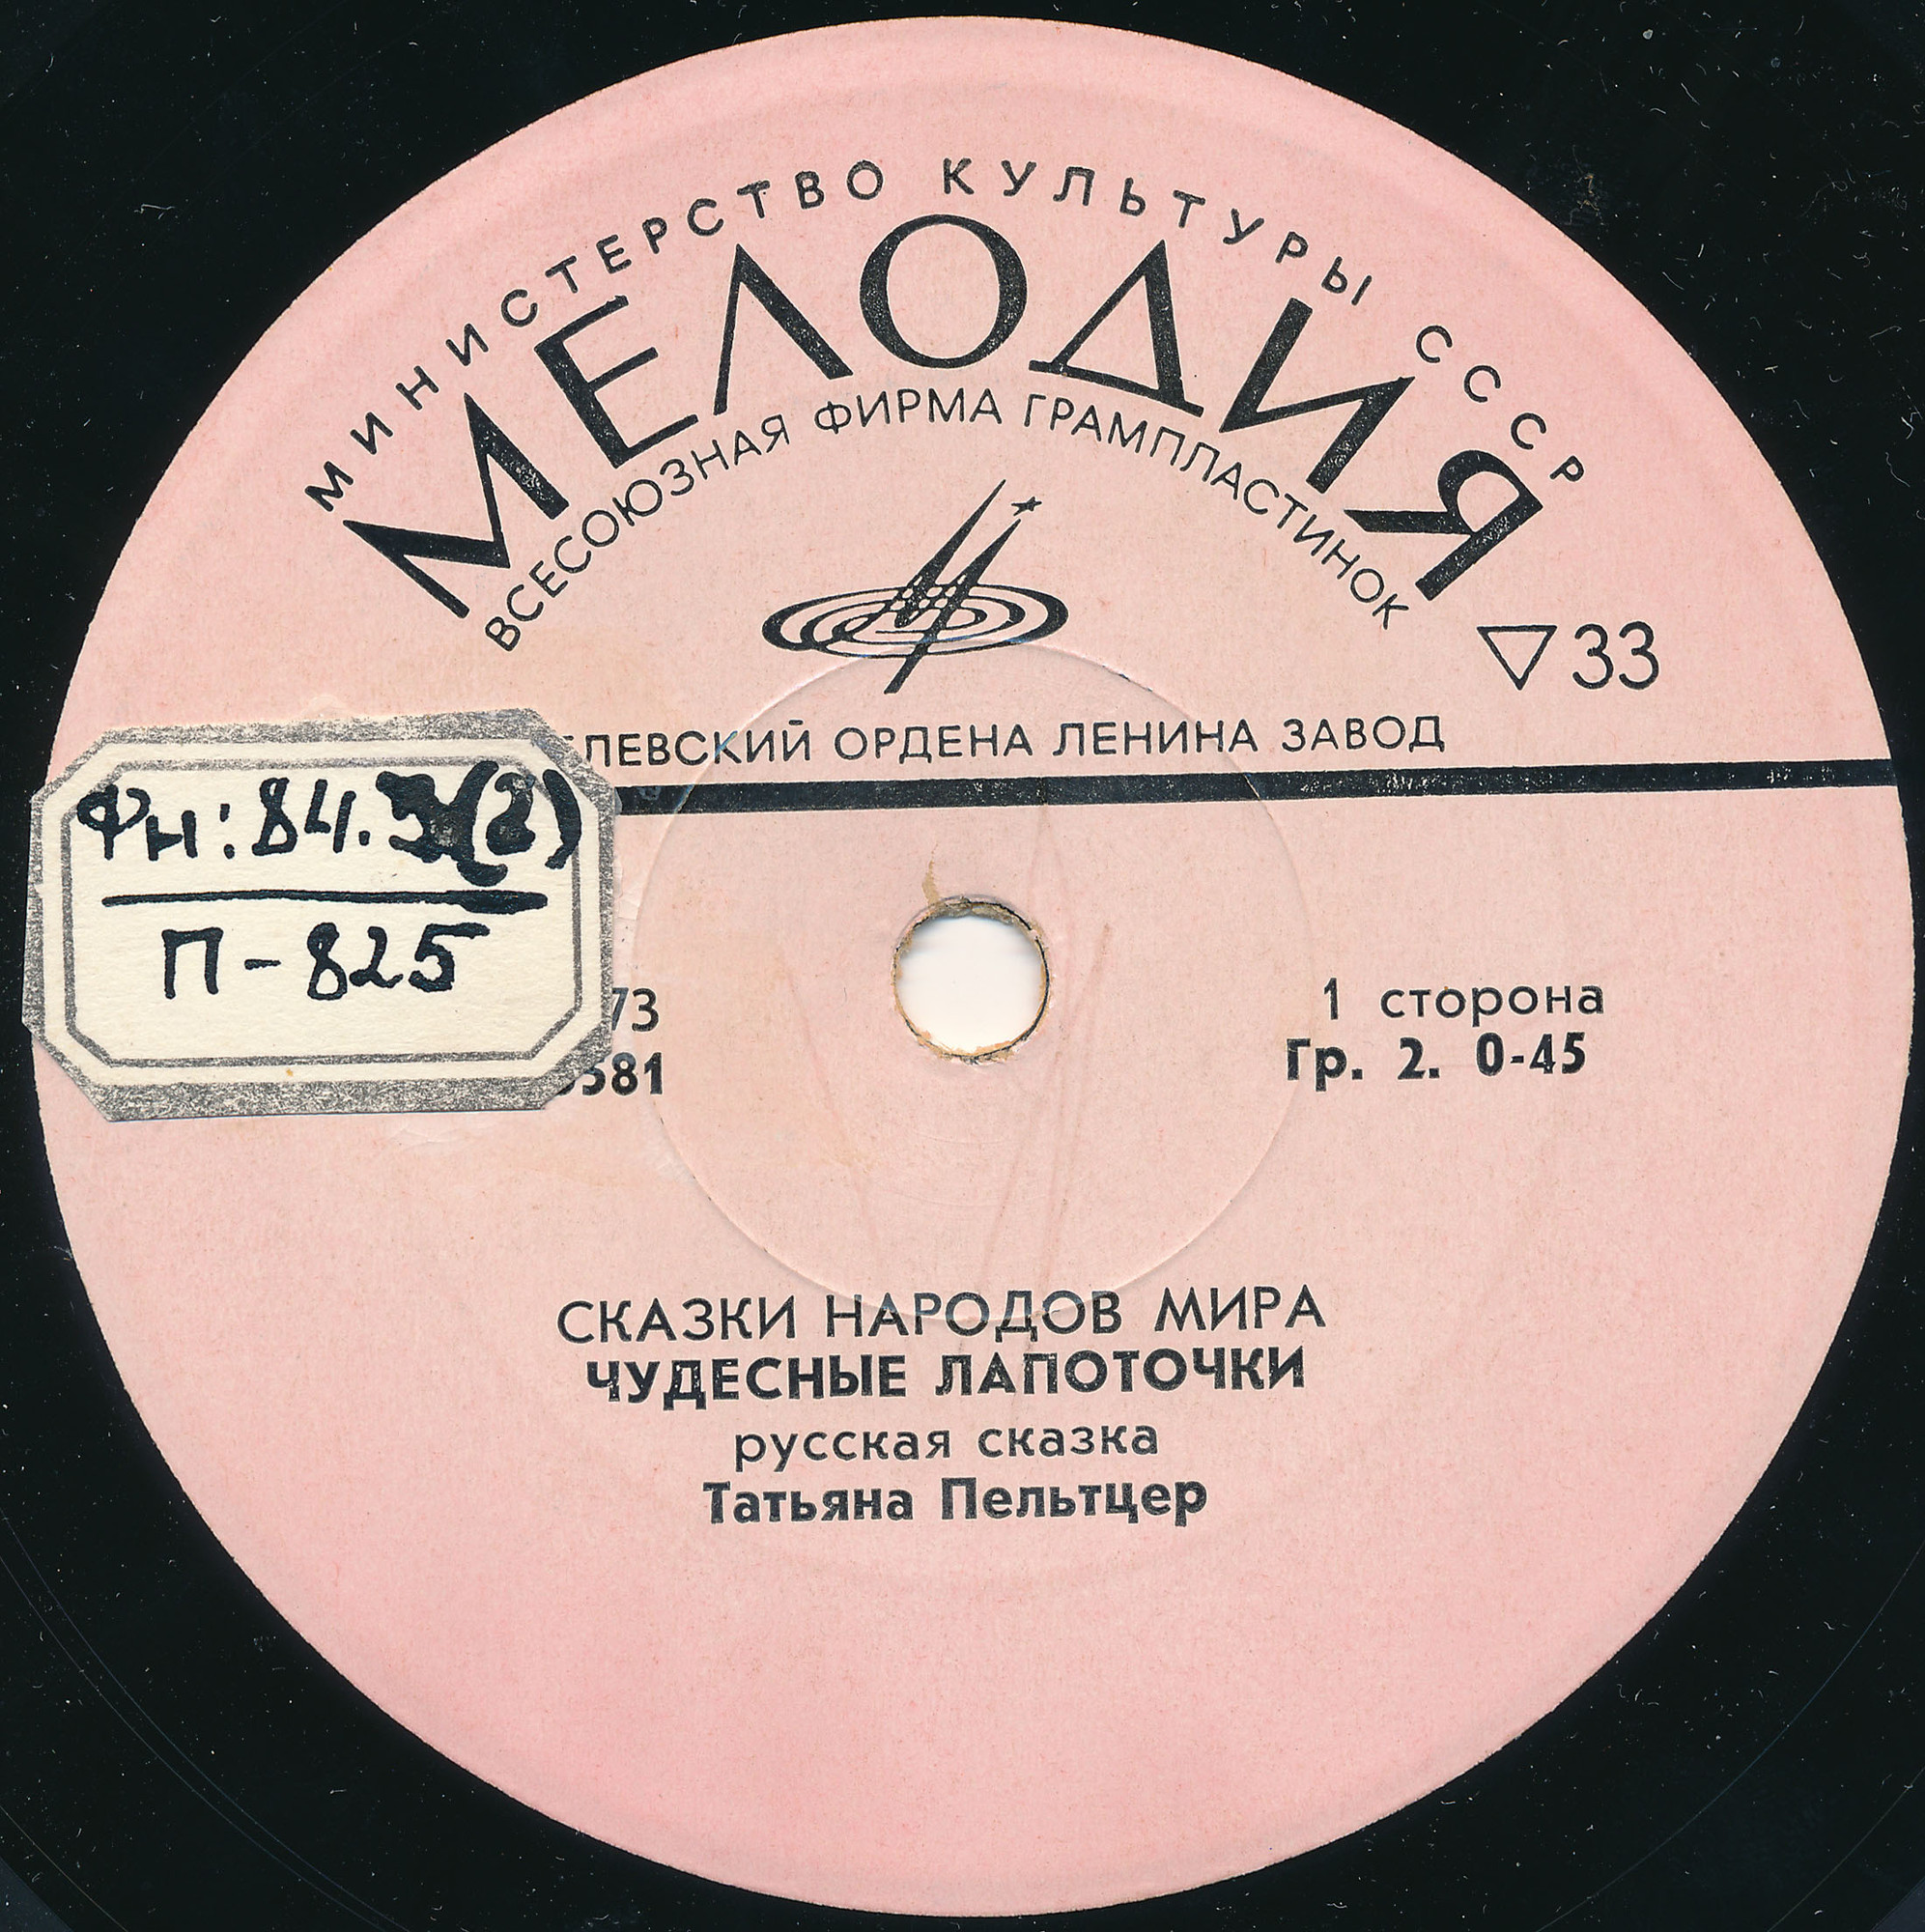 МИНИСТЕРСТВО КУЛЬТУРЫ СССР
МЕЛОДИЯ
ВСЕСОЮЗНАЯ ФИРМА ГРАМПЛАСТИНОК
33
ОРДЕНА ЛЕНИНА ЗАВОД
Фн: 84.
П-825
73
581
1 сторона
Гр. 2. 0-45
СКАЗКИ НАРОДОВ МИРА
ЧУДЕСНЫЕ ЛАПОТОЧКИ
русская сказка
Татьяна Пельтцер